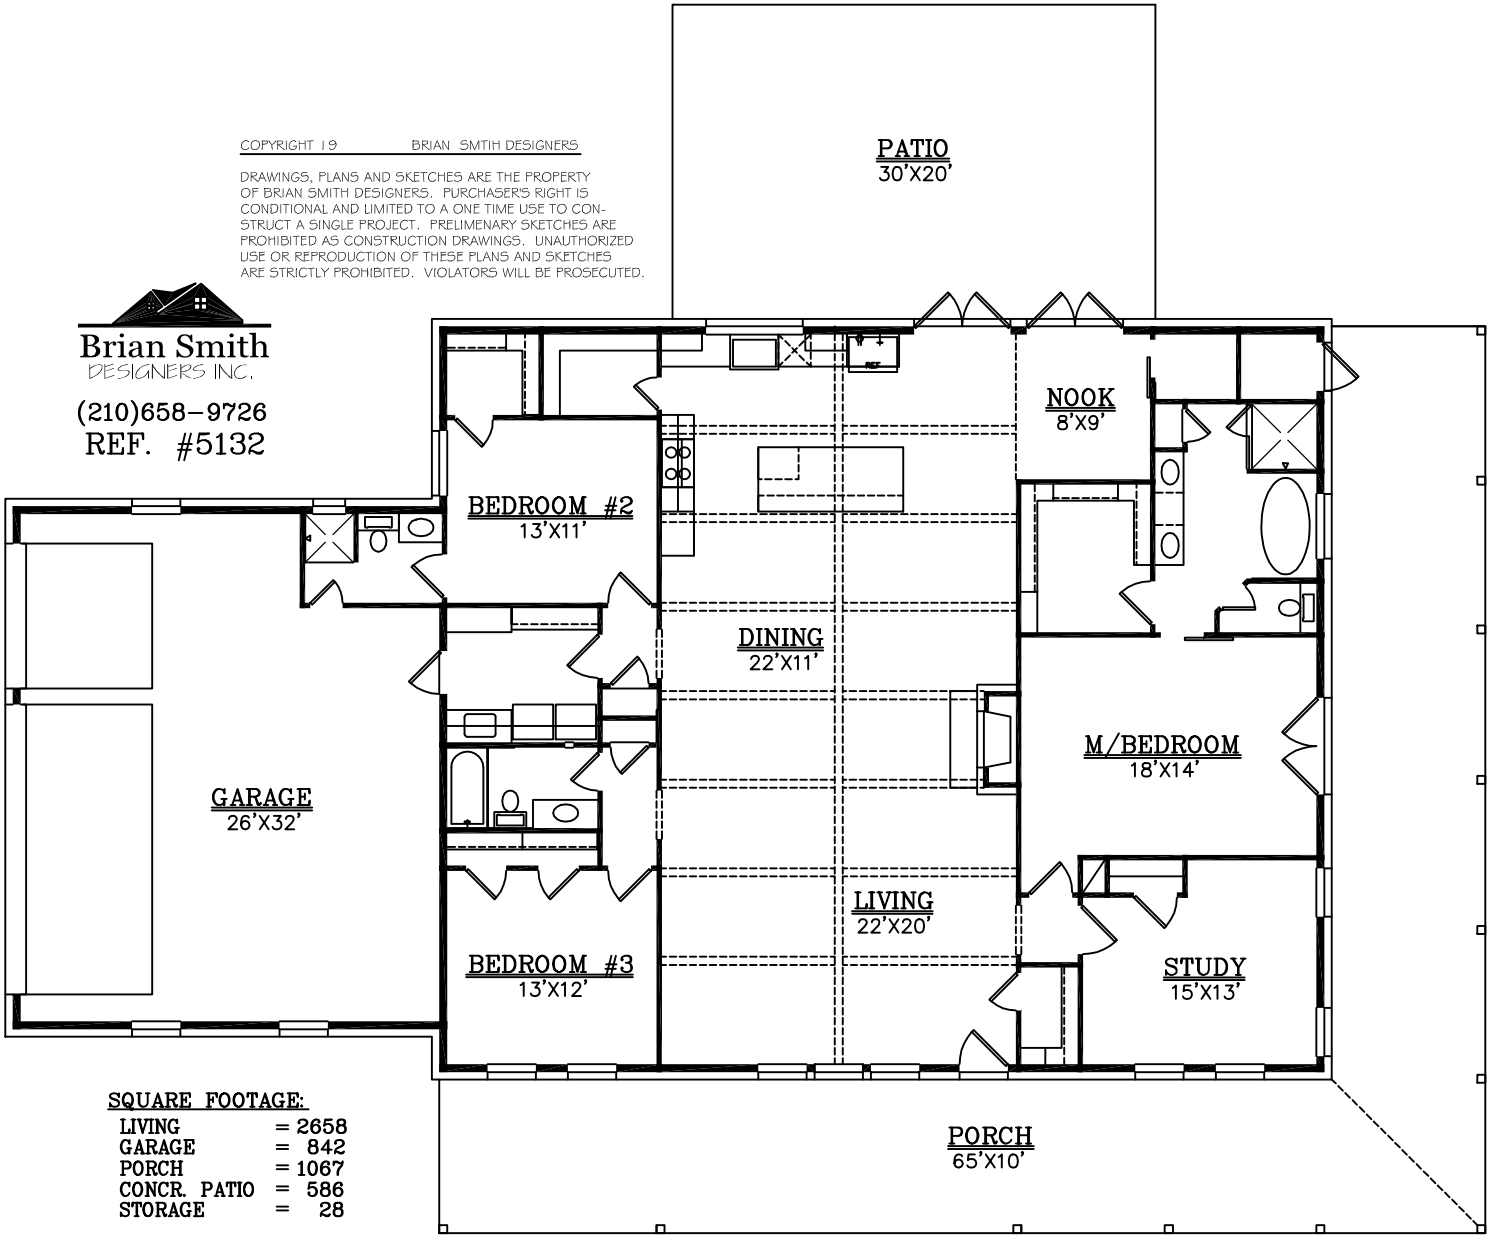 PATIO
30'X20'
COPYRIGHT 19 BRIAN SMTIH DESIGNERS
DRAWINGS, PLANS AND SKETCHES ARE THE PROPERTY
OF BRIAN SMITH DESIGNERS. PURCHASER'S RIGHT IS
CONDITIONAL AND LIMITED TO A ONE TIME USE TO CON-
STRUCT A SINGLE PROJECT. PRELIMENARY SKETCHES ARE
PROHIBITED AS CONSTRUCTION DRAWINGS. UNAUTHORIZED
USE OR REPRODUCTION OF THESE PLANS AND SKETCHES
ARE STRICTLY PROHIBITED. VIOLATORS WILL BE PROSECUTED.
Brian Smith
DESIGNERS INC.
(210)658-9726
REF. #5132
REF
NOOK
8'X9'
BEDROOM #2
13'X11'
DINING
22'X11'
M/BEDROOM
18'X14'
GARAGE
26'X32'
LIVING
22'X20'
BEDROOM #3
13'X12'
STUDY
15'X13'
PORCH
65'X10'
SQUARE FOOTAGE:
LIVING = 2658
GARAGE = 842
PORCH = 1067
CONCR. PATIO = 586
STORAGE = 28